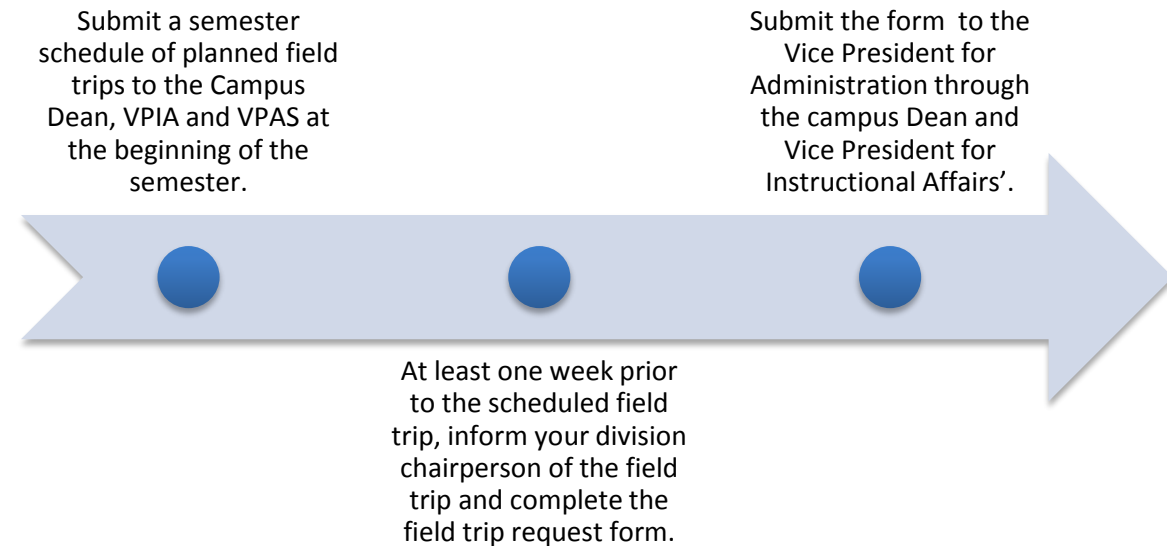 Submit a semester
schedule of planned field
trips to the Campus
Dean, VPIA and VPAS at
the beginning of the
semester.
At least one week prior
to the scheduled field
trip, inform your division
chairperson of the field
trip and complete the
field trip request form.
Submit the form  to the
Vice President for
Administration through
the campus Dean and
Vice President for
Instructional Affairs’.